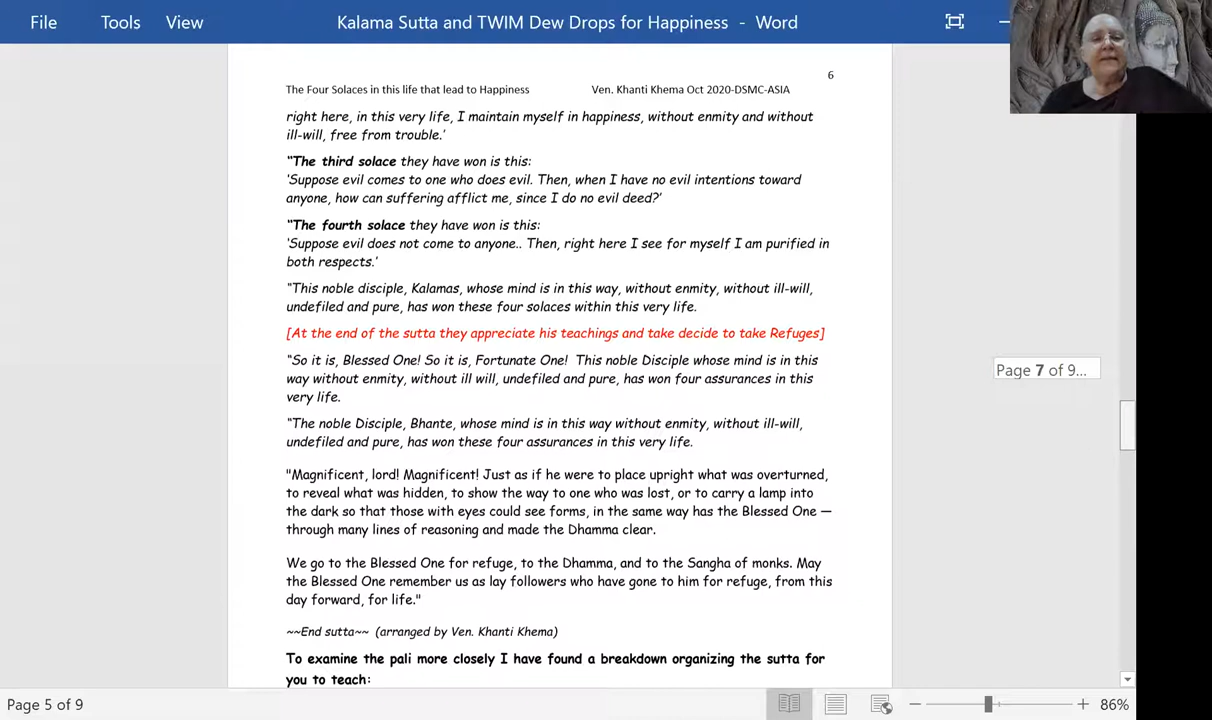 File Tools View Kalama Sutta and TWIM Dew Drops for Happiness - Word
6
The Four Solaces in this life that lead to Happiness Ven. Khanti Khema Oct 2020-DSMC-ASIA
right here, in this very life, I maintain myself in happiness, without enmity and without
ill-will, free from trouble.'
"The third solace they have won is this:
'Suppose evil comes to one who does evil. Then, when I have no evil intentions toward
anyone, how can suffering afflict me, since I do no evil deed?'
"The fourth solace they have won is this:
'Suppose evil does not come to anyone.. Then, right here I see for myself I am purified in
both respects.'
"This noble disciple, Kalamas, whose mind is in this way, without enmity, without ill-will,
undefiled and pure, has won these four solaces within this very life.
[At the end of the sutta they appreciate his teachings and take decide to take Refuges]
"So it is, Blessed One! So it is, Fortunate One! This noble Disciple whose mind is in this
way without enmity, without ill will, undefiled and pure, has won four assurances in this
very life.
"The noble Disciple, Bhante, whose mind is in this way without enmity, without ill-will,
undefiled and pure, has won these four assurances in this very life.
"Magnificent, lord! Magnificent! Just as if he were to place upright what was overturned,
to reveal what was hidden, to show the way to one who was lost, or to carry a lamp into
the dark so that those with eyes could see forms, in the same way has the Blessed One —
through many lines of reasoning and made the Dhamma clear.
We go to the Blessed One for refuge, to the Dhamma, and to the Sangha of monks. May
the Blessed One remember us as lay followers who have gone to him for refuge, from this
day forward, for life."
~~End sutta~~ (arranged by Ven. Khanti Khema)
To examine the pali more closely I have found a breakdown organizing the sutta for
you to teach:
Page 7 of 9...
Page 5 of 9
86%